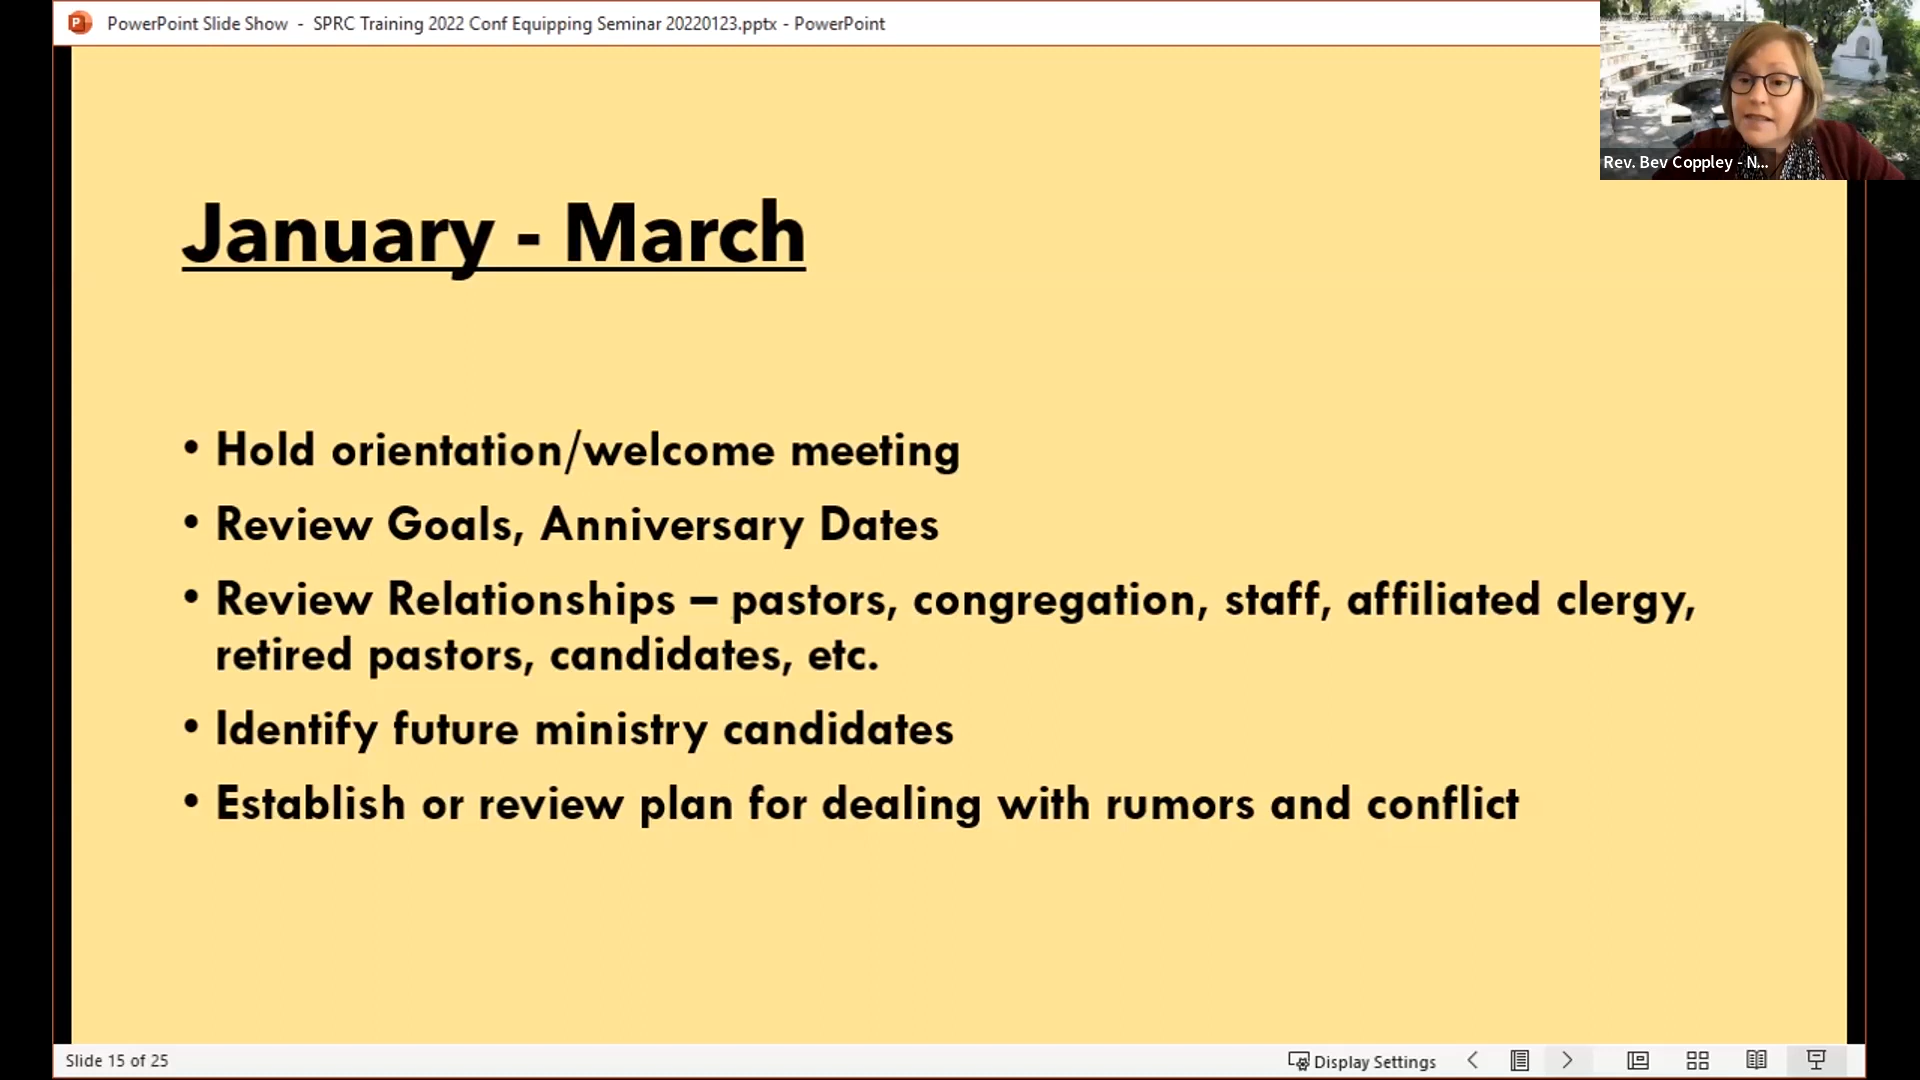 PowerPoint Slide Show - SPRC Training 2022 Conf Equipping Seminar 20220123.pptx - PowerPoint
Rev. Bev Coppley - N...
January - March
• Hold orientation/welcome meeting
• Review Goals, Anniversary Dates
• Review Relationships – pastors, congregation, staff, affiliated clergy,
retired pastors, candidates, etc.
• Identify future ministry candidates
• Establish or review plan for dealing with rumors and conflict
Slide 15 of 25
Display Settings